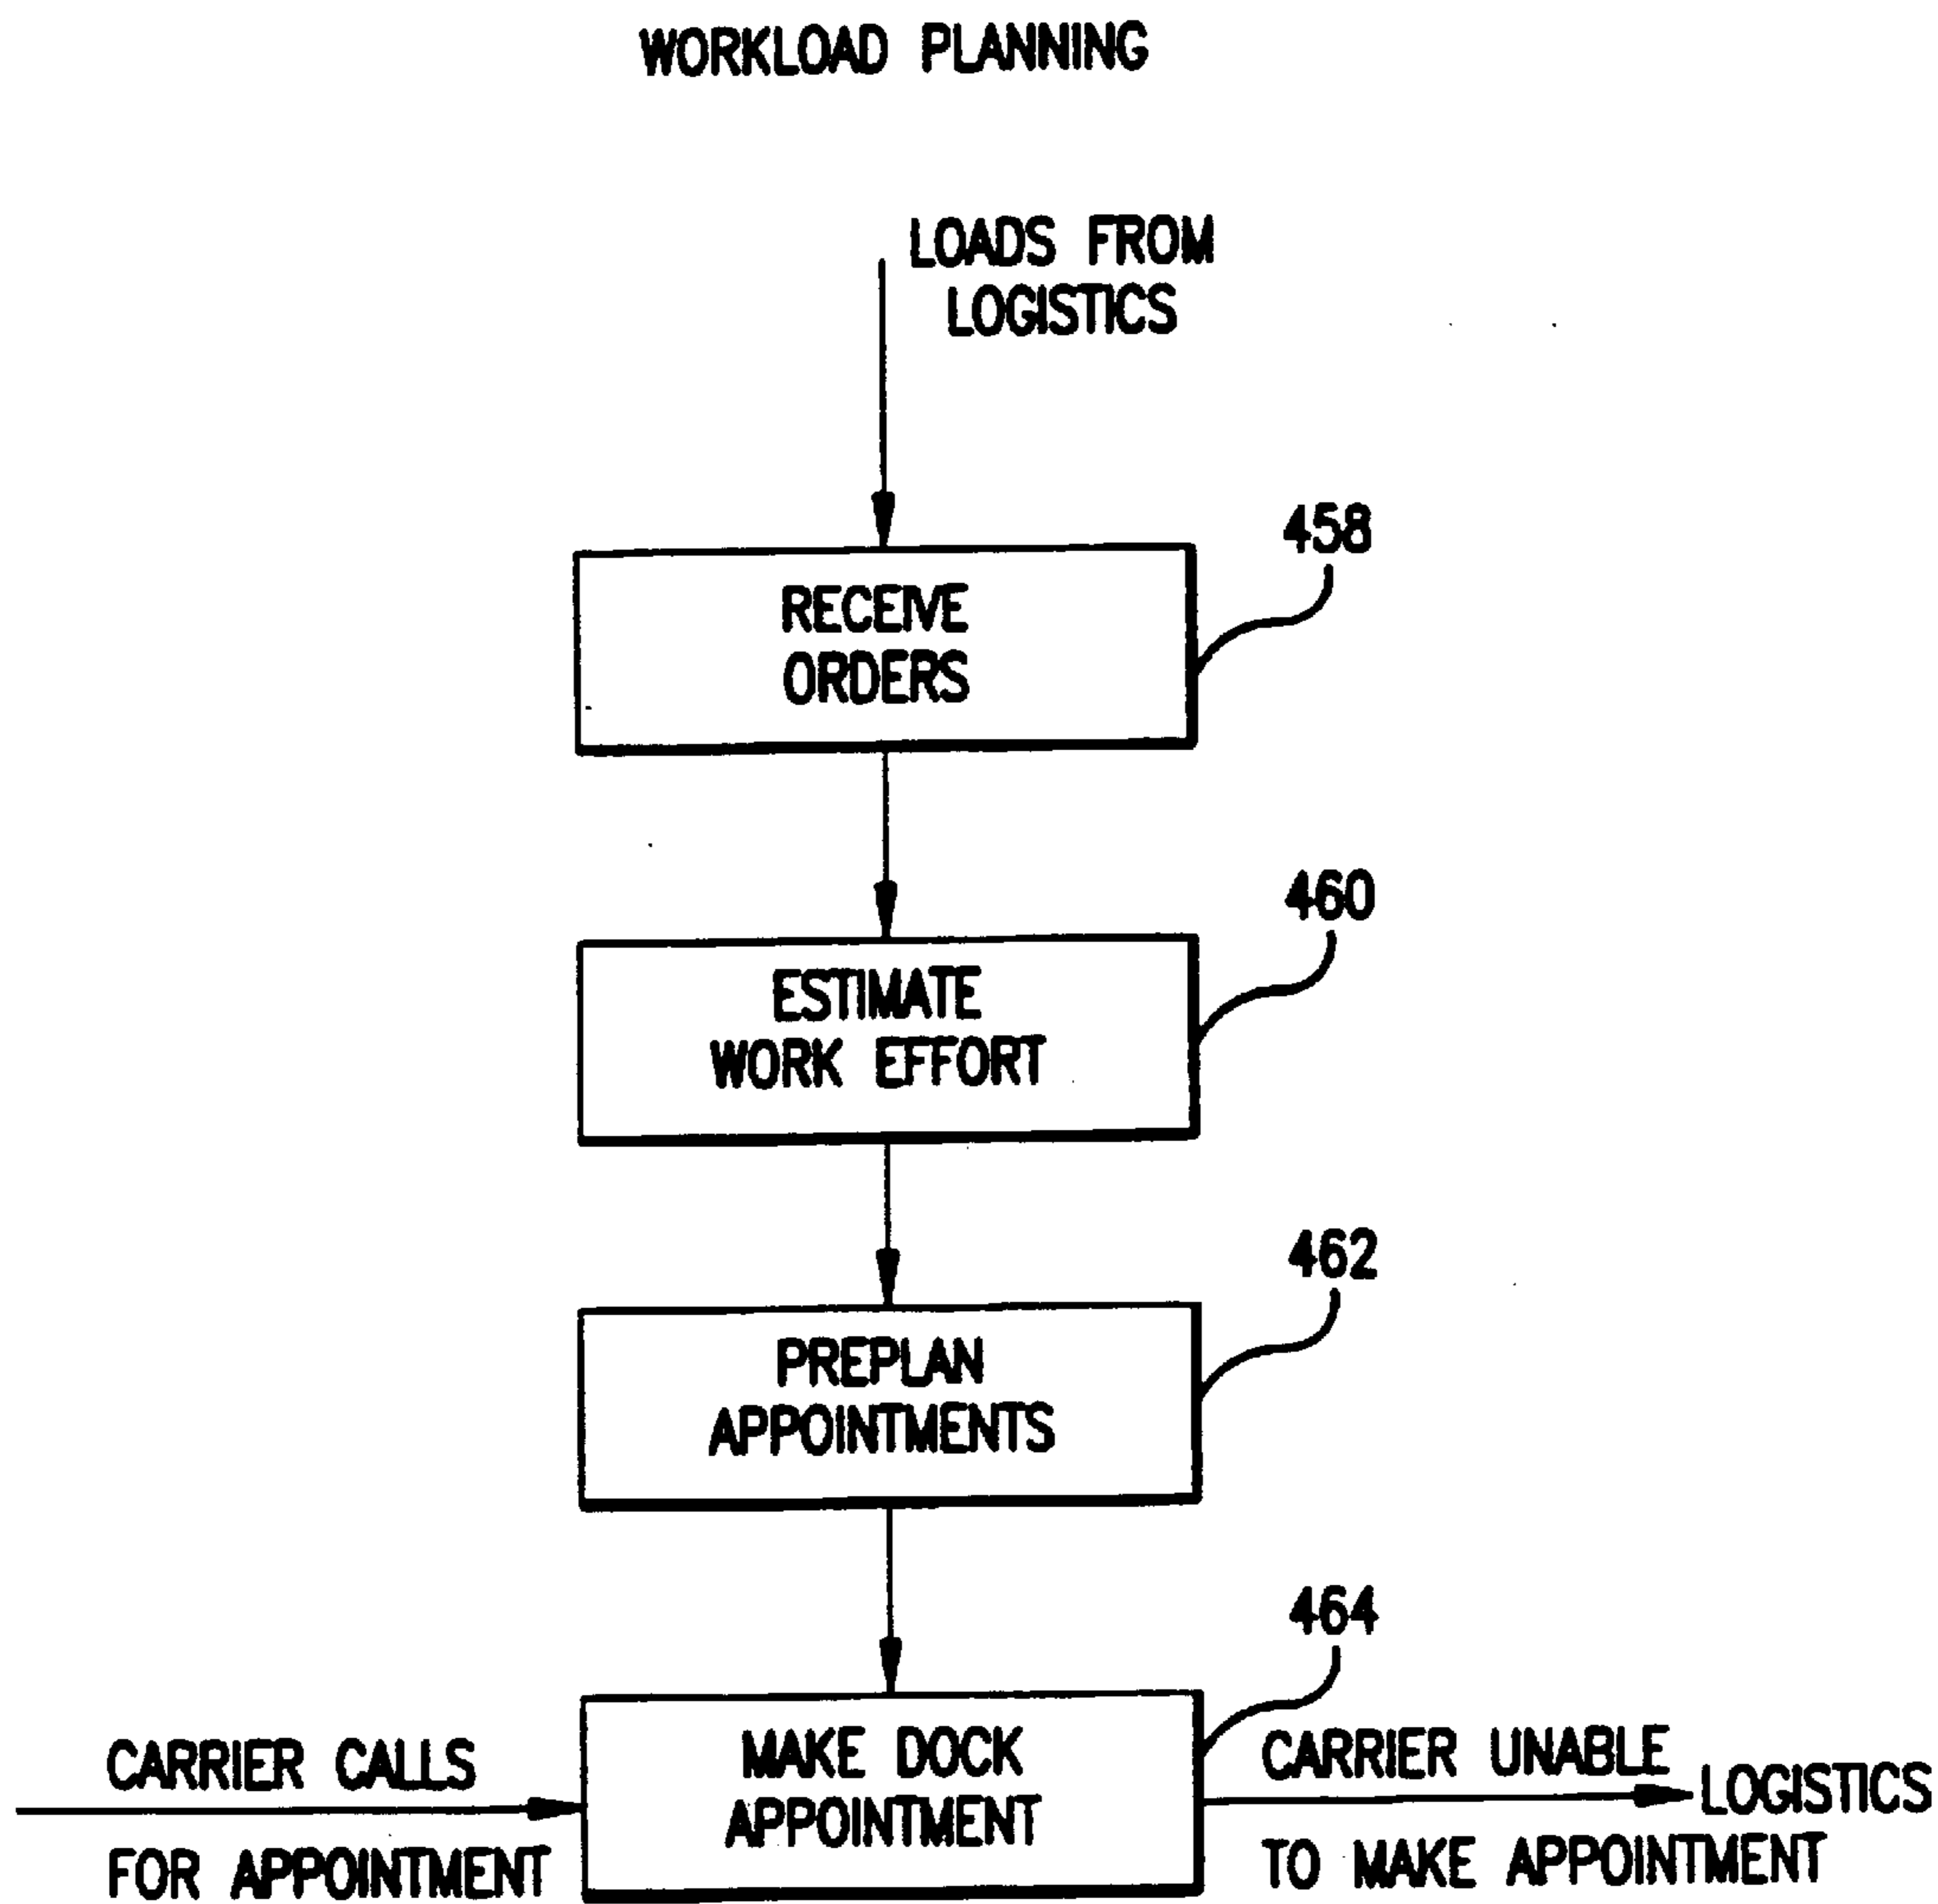 WORKLOAD PLANNING
LOADS FROM
LOGISTICS
458
RECEIVE
ORDERS
460
ESTIMATE
WORK EFFORT
462
PREPLAN
APPOINTMENTS
464
MAKE DOCK
APPOINTMENT
CARRIER CALLS
FOR APPOINTMENT
CARRIER UNABLE
TO MAKE APPOINTMENT
LOGISTICS